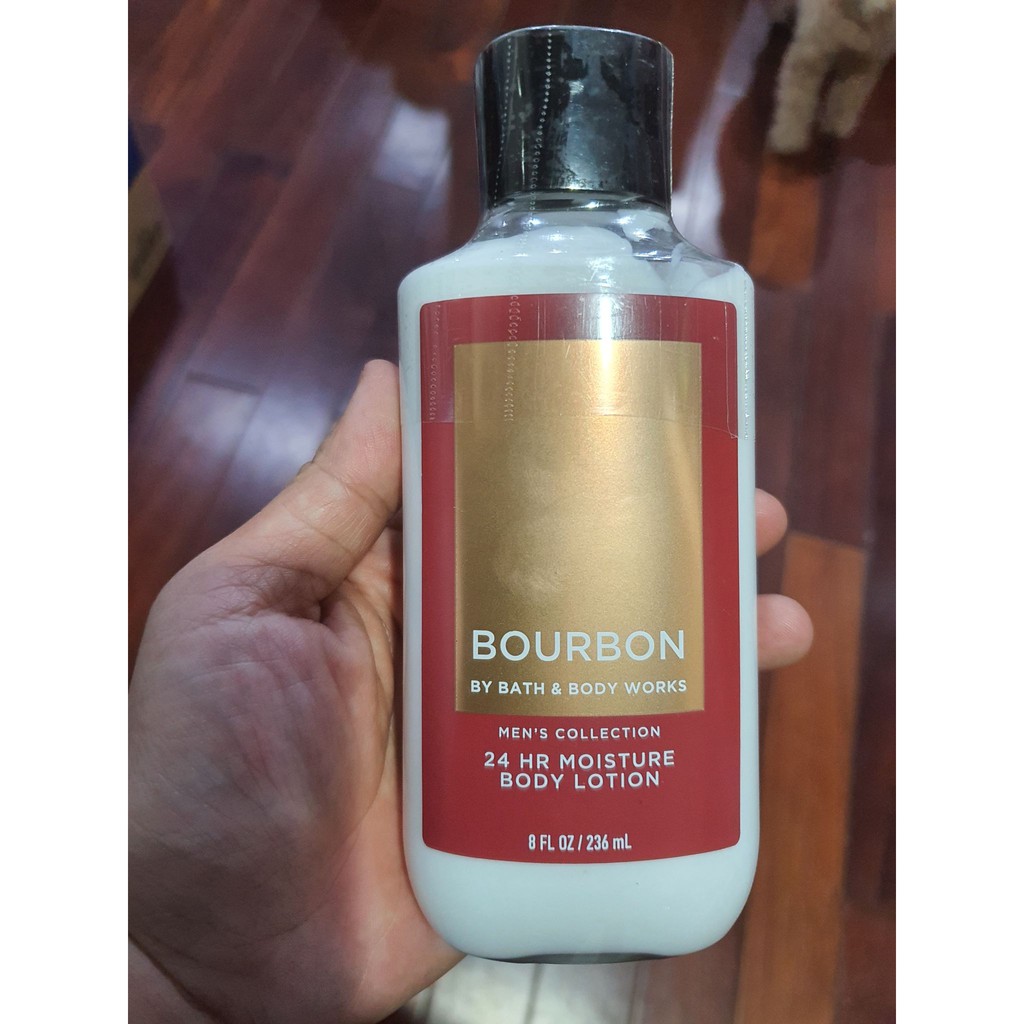 BOURBON
BY BATH & BODY WORKS
MEN'S COLLECTION
24 HR MOISTURE
BODY LOTION
8 FL OZ / 236 mL